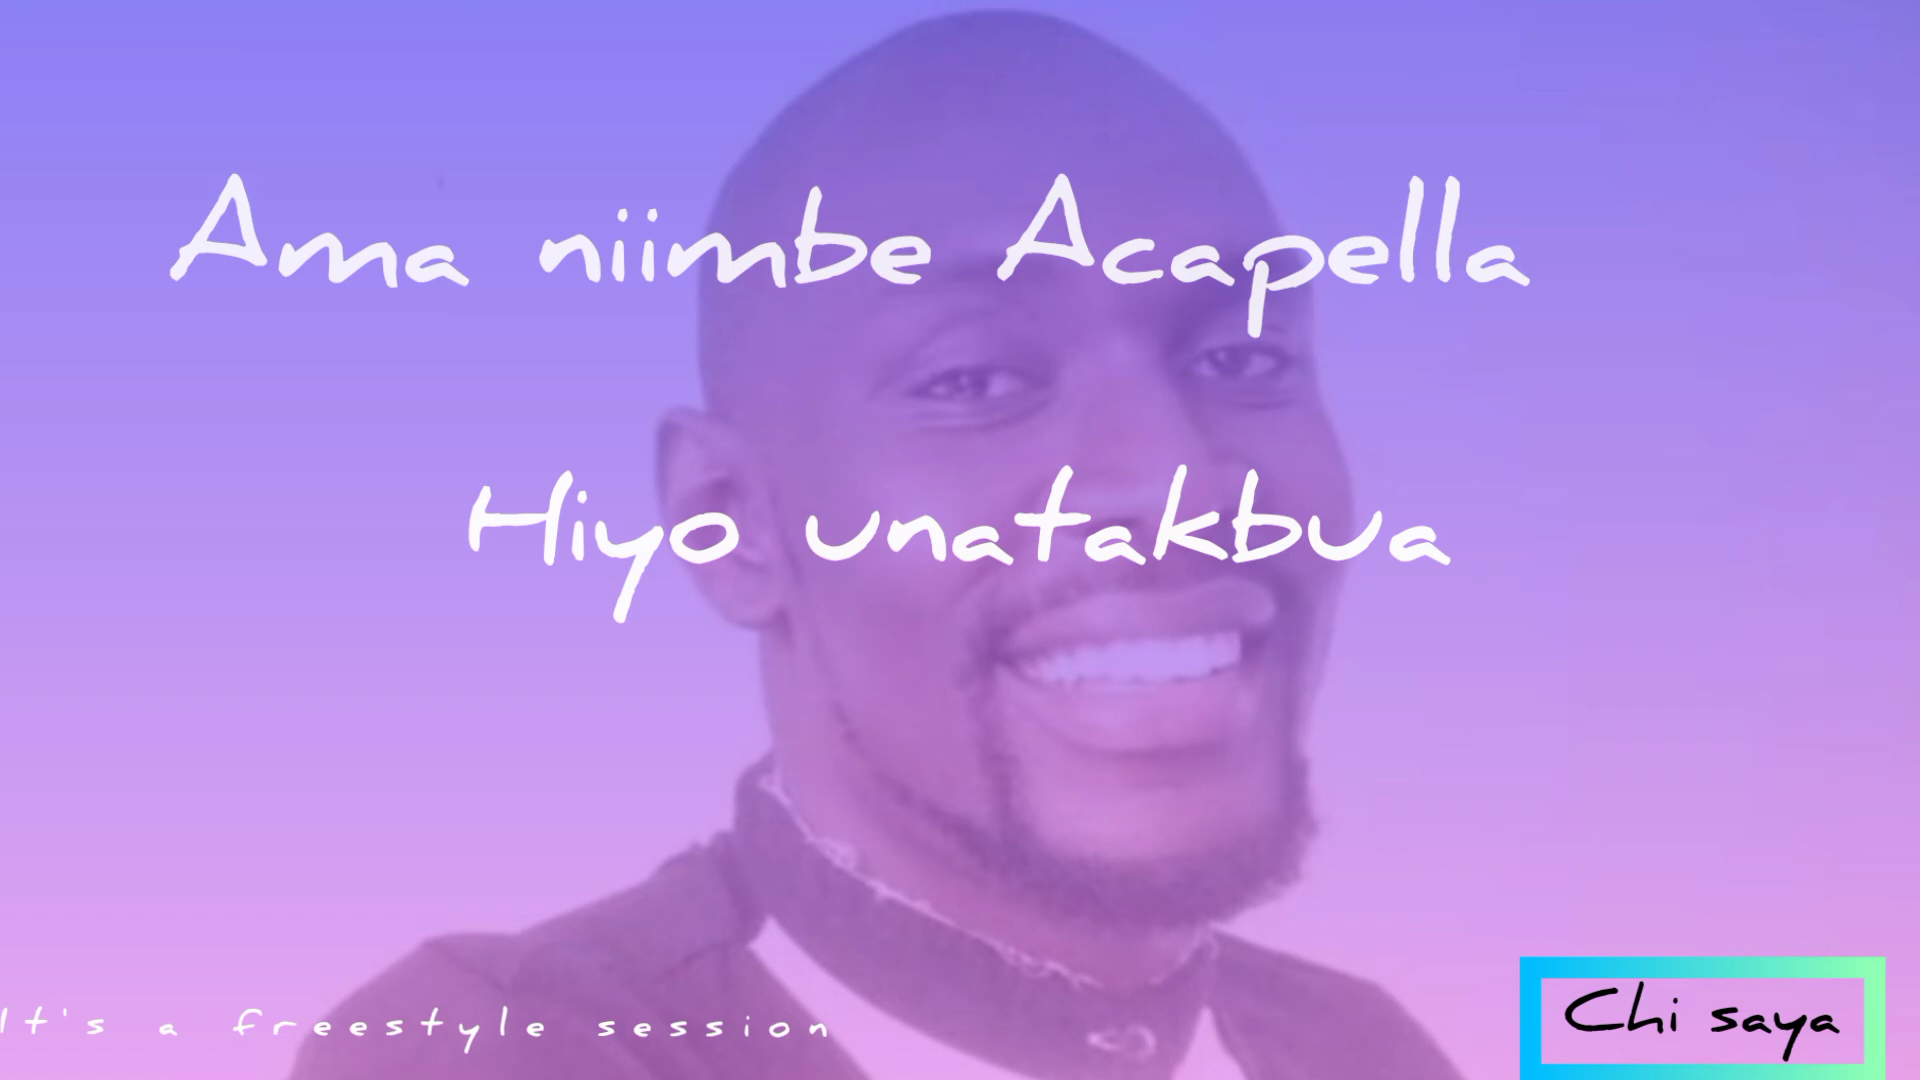 Ama niimbe Acapella
Hiyo unatakbua
It's a freestyle session
Chi saya